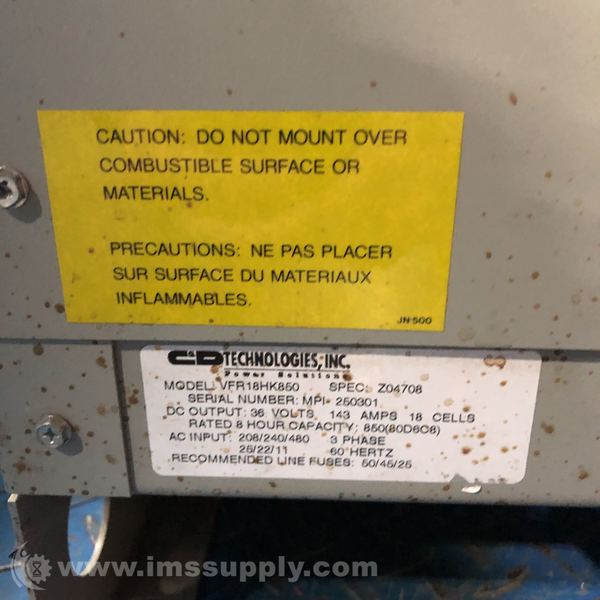 CAUTION: DO NOT MOUNT OVER
COMBUSTIBLE SURFACE OR
MATERIALS.
PRECAUTIONS: NE PAS PLACER
SUR SURFACE DU MATERIAUX
INFLAMMABLES.
JN-500
C&D TECHNOLOGIES, INC.
Power Solutions
MODEL: VFR18HK850 SPEC: Z04708
SERIAL NUMBER: MPI- 250301
DC OUTPUT: 36 VOLTS, 143 AMPS 18 CELLS
RATED 8 HOUR CAPACITY: 850(80D6C8)
AC INPUT: 208/240/480 3 PHASE
25/22/11 60 HERTZ
RECOMMENDED LINE FUSES: 50/45/25
www.imssupply.com